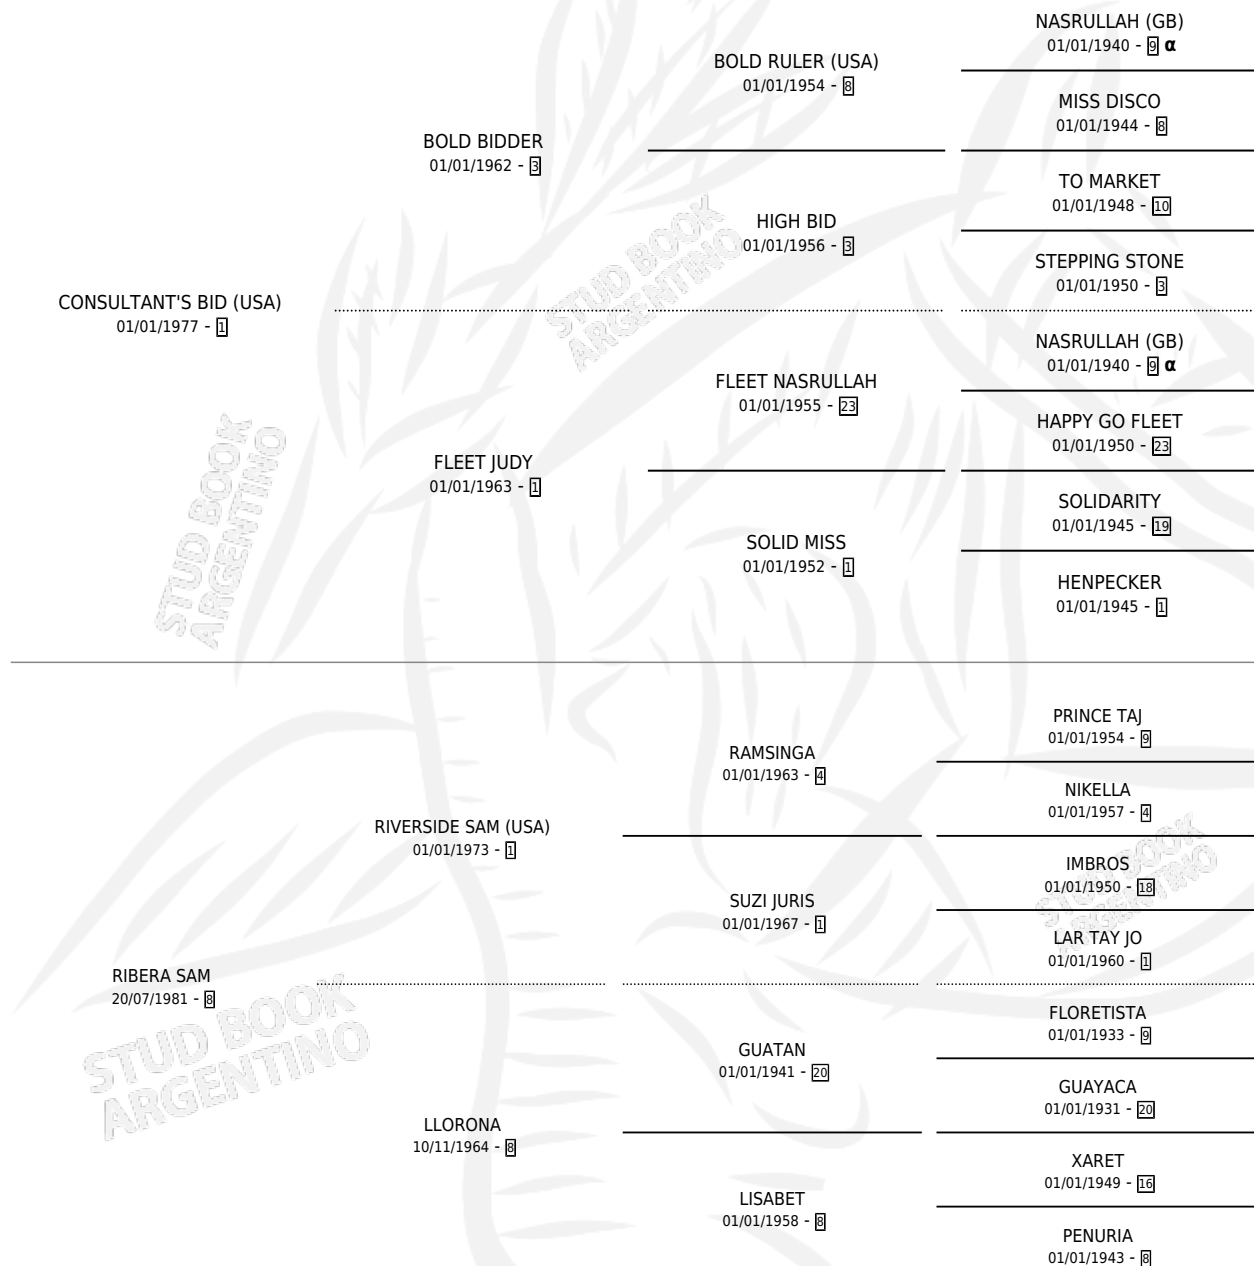 NASRULLAH (GB)
01/01/1940 - 9 α
BOLD RULER (USA)
01/01/1954 - 8
MISS DISCO
01/01/1944 - 8
BOLD BIDDER
01/01/1962 - 3
TO MARKET
01/01/1948 - 10
HIGH BID
01/01/1956 - 3
STEPPING STONE
01/01/1950 - 3
CONSULTANT'S BID (USA)
01/01/1977 - 1
NASRULLAH (GB)
01/01/1940 - 9 α
FLEET NASRULLAH
01/01/1955 - 23
HAPPY GO FLEET
01/01/1950 - 23
FLEET JUDY
01/01/1963 - 1
SOLIDARITY
01/01/1945 - 19
SOLID MISS
01/01/1952 - 1
HENPECKER
01/01/1945 - 1
PRINCE TAJ
01/01/1954 - 9
RAMSINGA
01/01/1963 - 4
NIKELLA
01/01/1957 - 4
RIVERSIDE SAM (USA)
01/01/1973 - 1
IMBROS
01/01/1950 - 18
SUZI JURIS
01/01/1967 - 1
LAR TAY JO
01/01/1960 - 1
RIBERA SAM
20/07/1981 - 8
FLORETISTA
01/01/1933 - 9
GUATAN
01/01/1941 - 20
GUAYACA
01/01/1931 - 20
LLORONA
10/11/1964 - 8
XARET
01/01/1949 - 16
LISABET
01/01/1958 - 8
PENURIA
01/01/1943 - 8
STUD BOOK
ARGENTINO
STUD BOOK
ARGENTINO
STUD BOOK
ARGENTINO
STUD BOOK
ARGENTINO